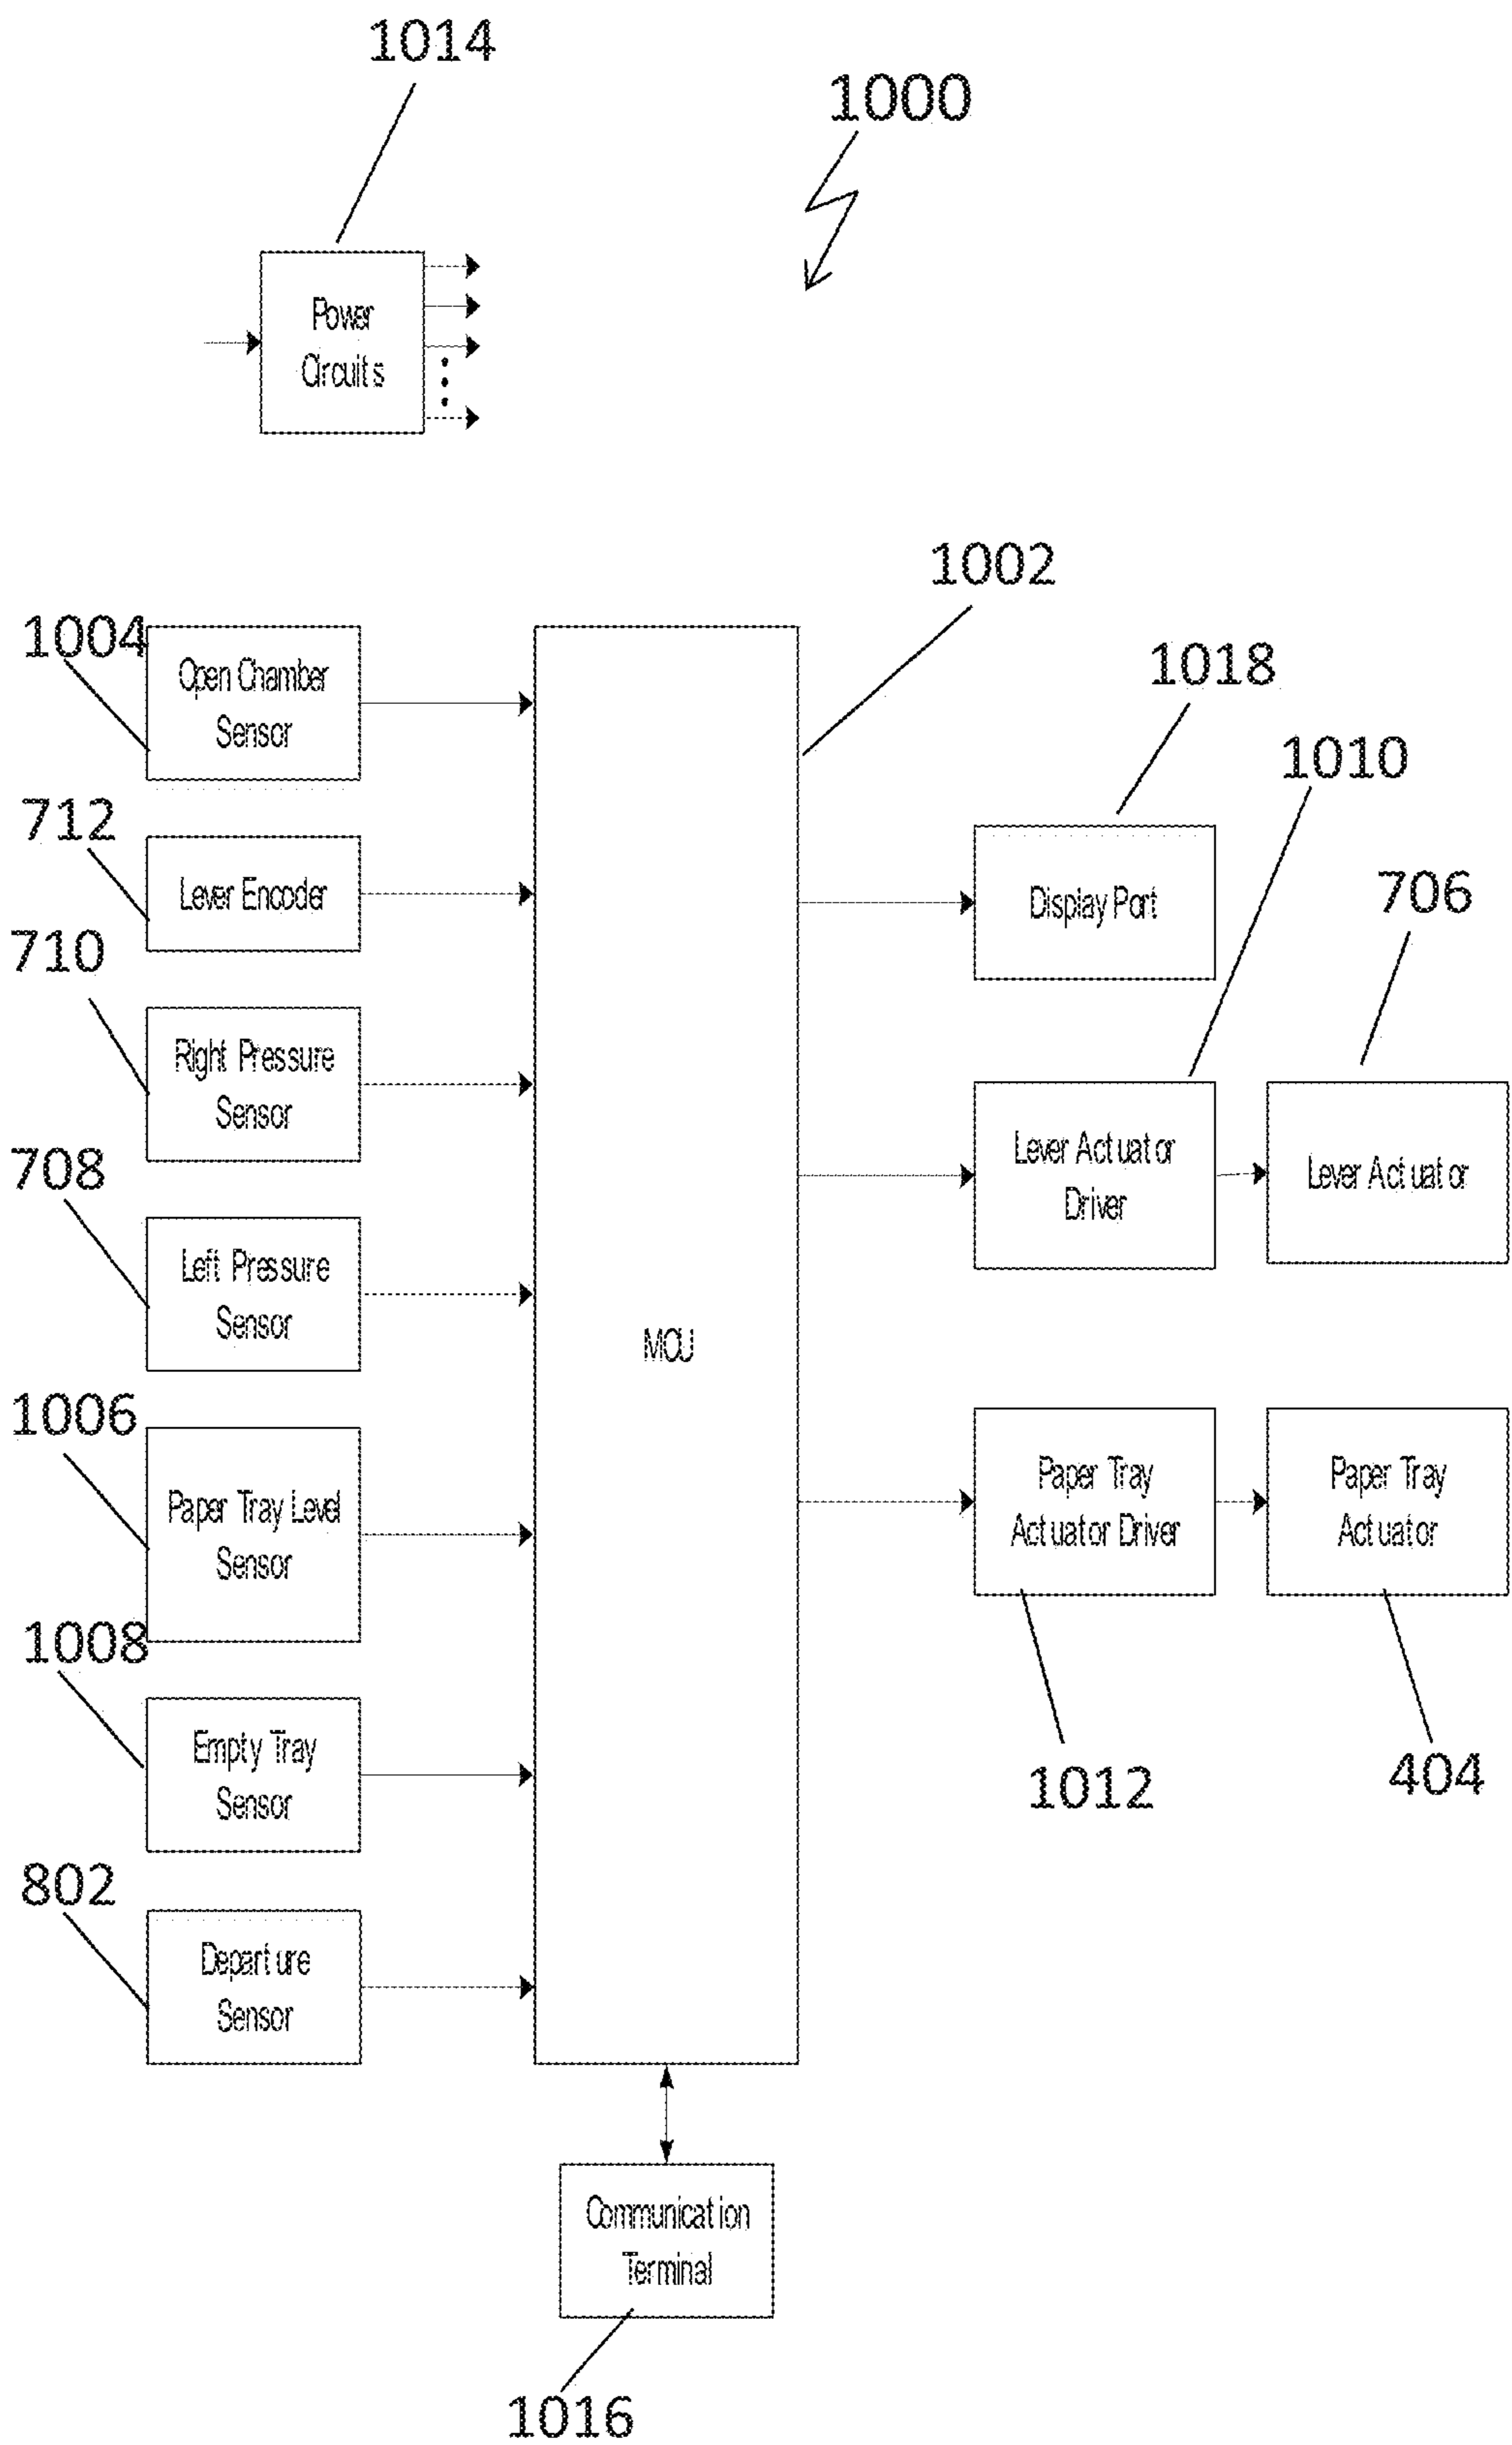 1014
1000
Power
Circuits
1002
1004
Open Chamber
Sensor
1018
1010
712
Lever Encoder
Display Port
706
710
Right Pressure
Sensor
Lever Actuator
Driver
Lever Actuator
708
Left Pressure
Sensor
MCU
1006
Paper Tray Level
Sensor
Paper Tray
Actuator Driver
Paper Tray
Actuator
1008
Empty Tray
Sensor
1012
404
802
Departure
Sensor
Communication
Terminal
1016